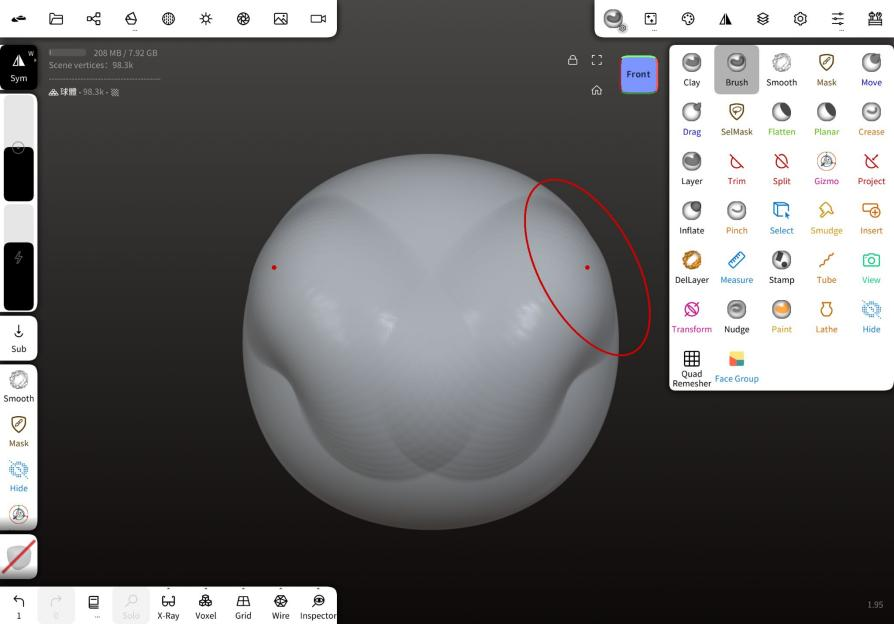 208 MB / 7.92 GB
Scene vertices: 98.3k
球體 - 98.3k -
Front
W
Sym
Sub
Smooth
Mask
Hide
Clay Brush Smooth Mask Move
Drag SelMask Flatten Planar Crease
Layer Trim Split Gizmo Project
Inflate Pinch Select Smudge Insert
DelLayer Measure Stamp Tube View
Transform Nudge Paint Lathe Hide
Quad Remesher Face Group
1 0 ... Solo X-Ray Voxel Grid Wire Inspector
1.95